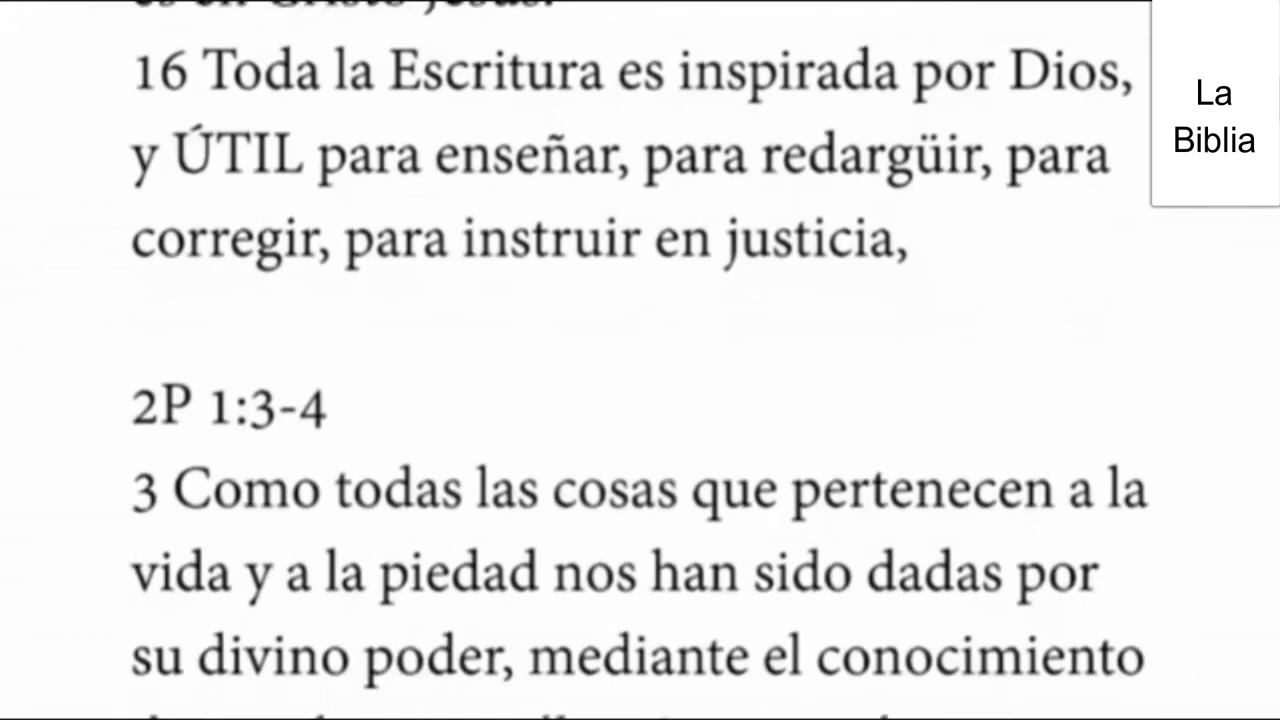 16 Toda la Escritura es inspirada por Dios,
y ÚTIL para enseñar, para redargüir, para
corregir, para instruir en justicia,
2P 1:3-4
3 Como todas las cosas que pertenecen a la
vida y a la piedad nos han sido dadas por
su divino poder, mediante el conocimiento
La
Biblia